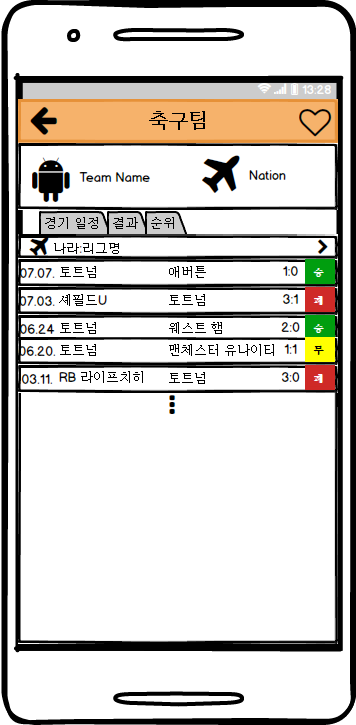 13:28
축구팀
Team Name Nation
경기 일정 결과 순위
나라:리그명
07.07. 토트넘 애버튼 1:0 승
07.03. 셰필드U 토트넘 3:1 패
06.24 토트넘 웨스트 햄 2:0 승
06.20. 토트넘 맨체스터 유나이티 1:1 무
03.11. RB 라이프치히 토트넘 3:0 패